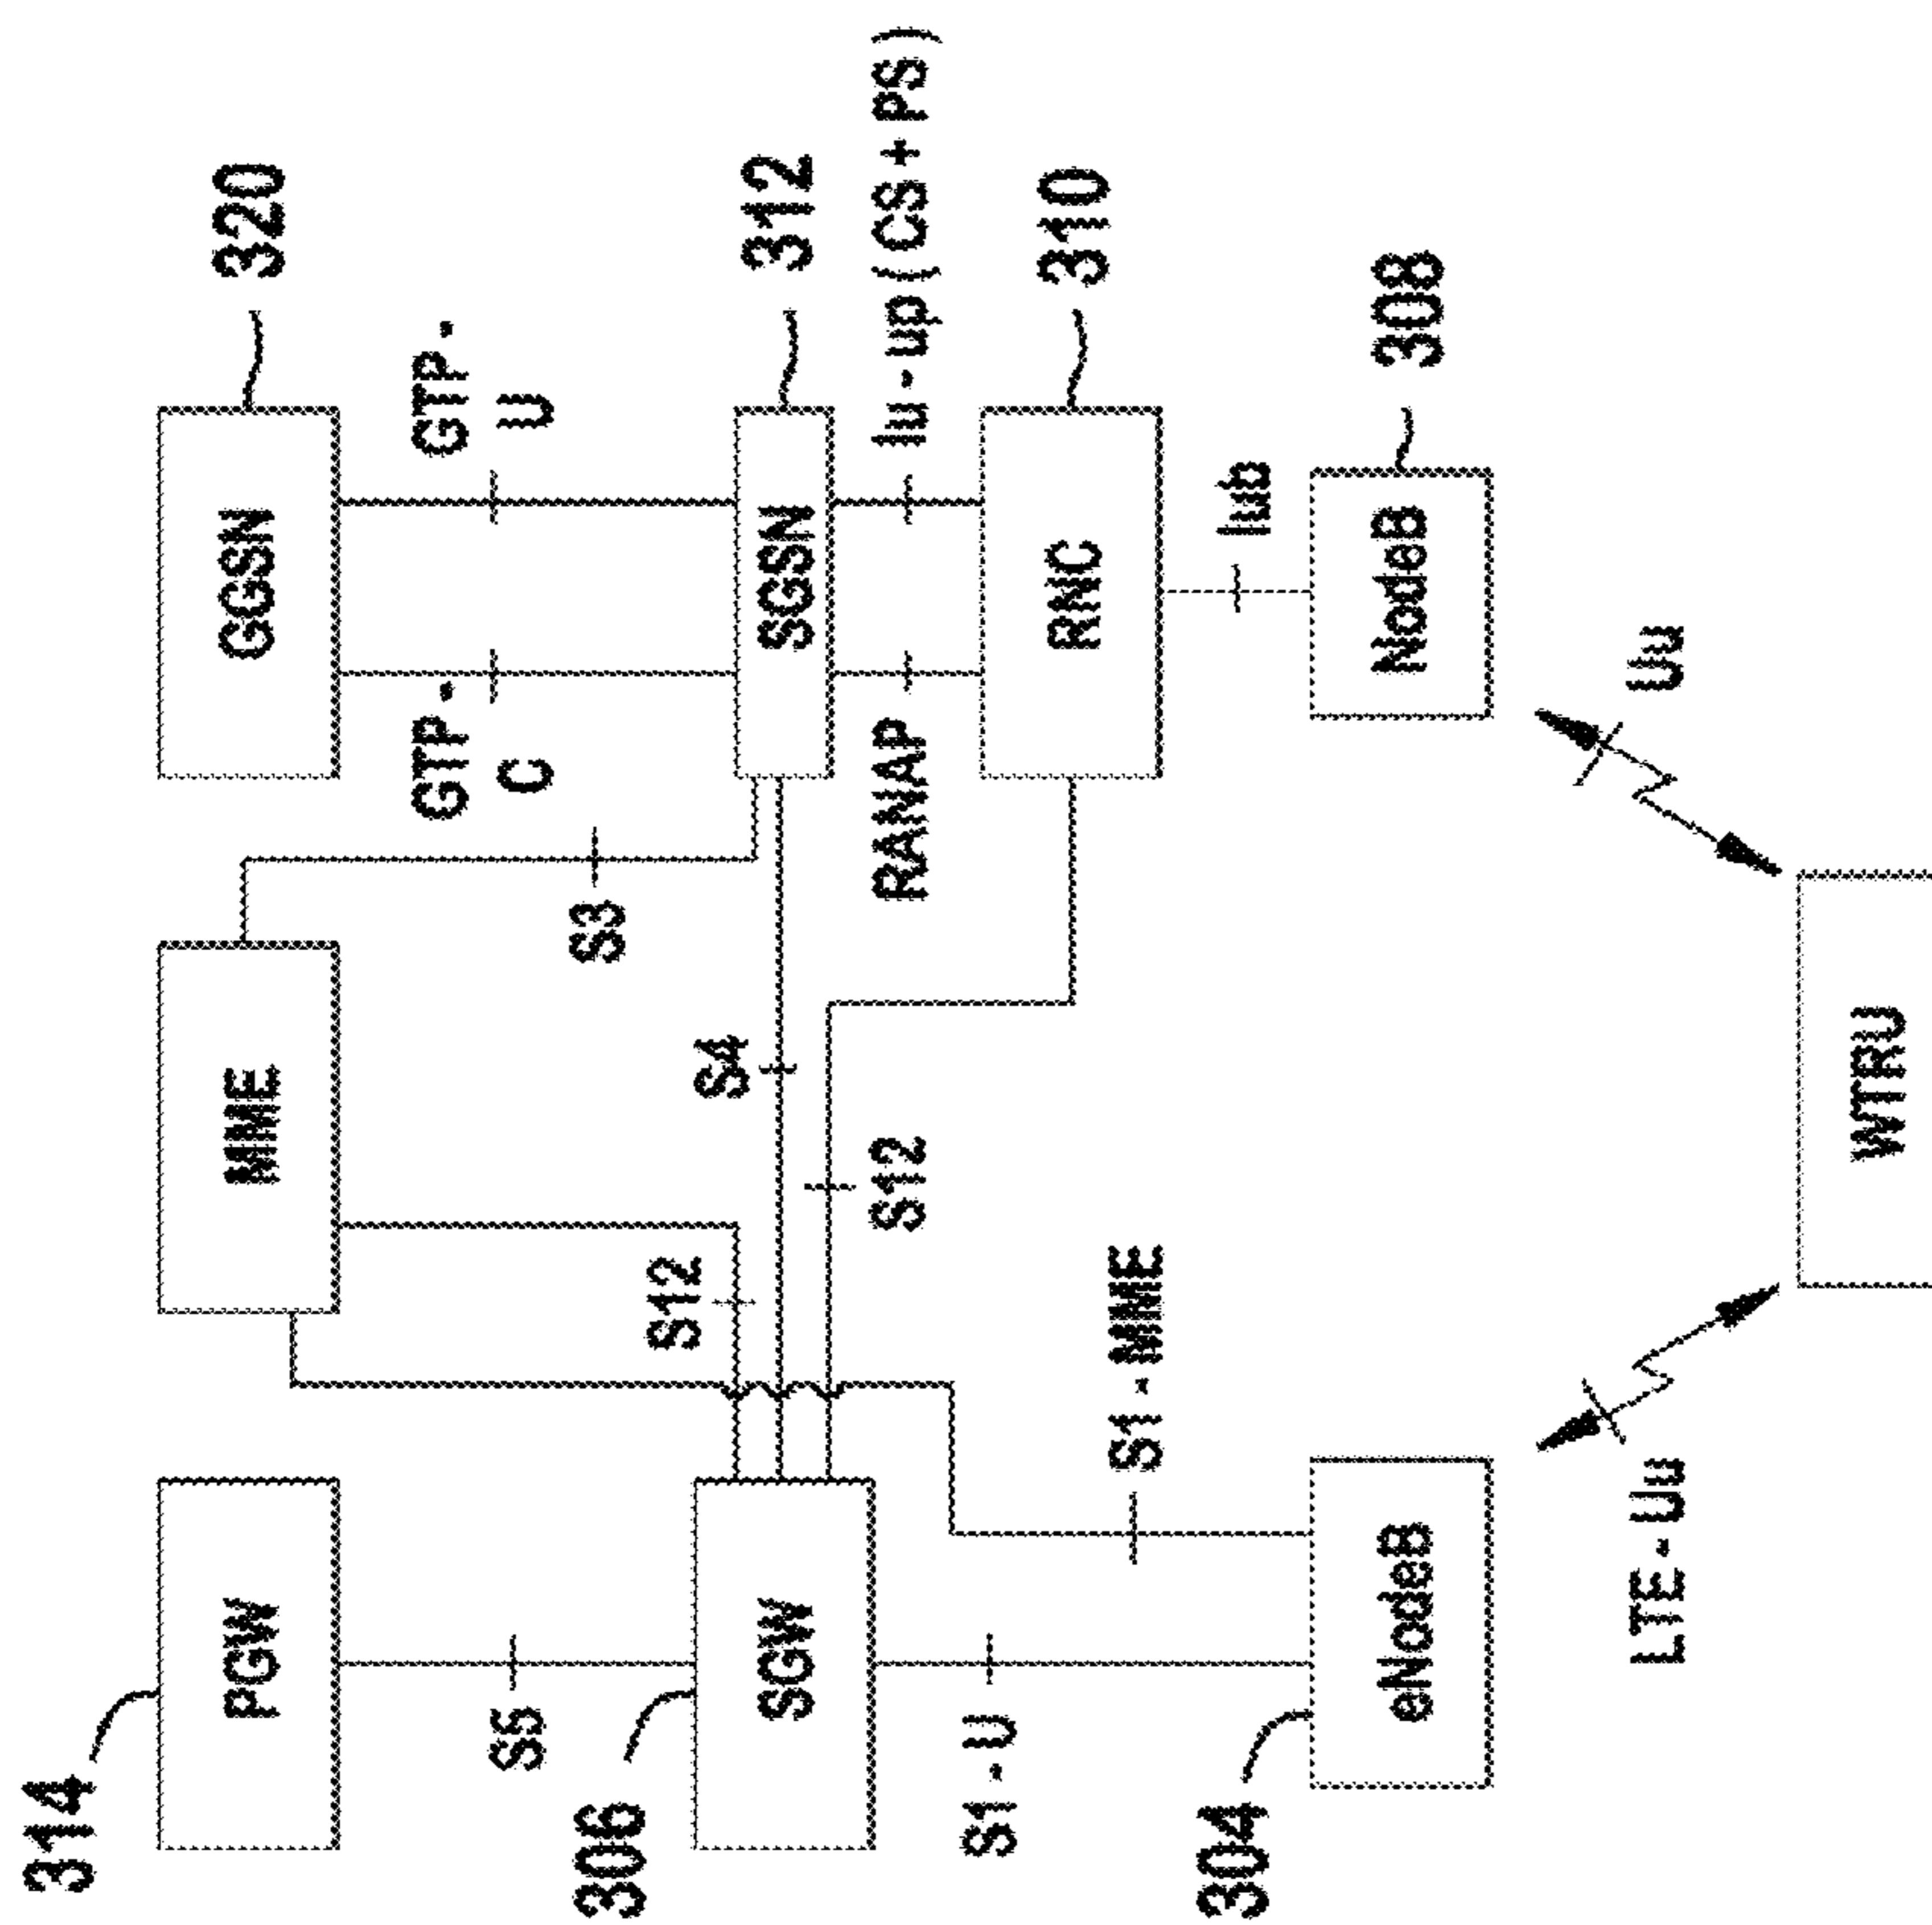 314
PGW
MME
GGSN
320
GTP-
C
GTP-
U
S5
S3
306
S12
S4
SGW
SGSN
312
S12
RANAP
Iu-up(CS+PS)
S1-U
RNC
310
S1-MME
304
Iub
eNodeB
NodeB
308
LTE-Uu
Uu
WTRU